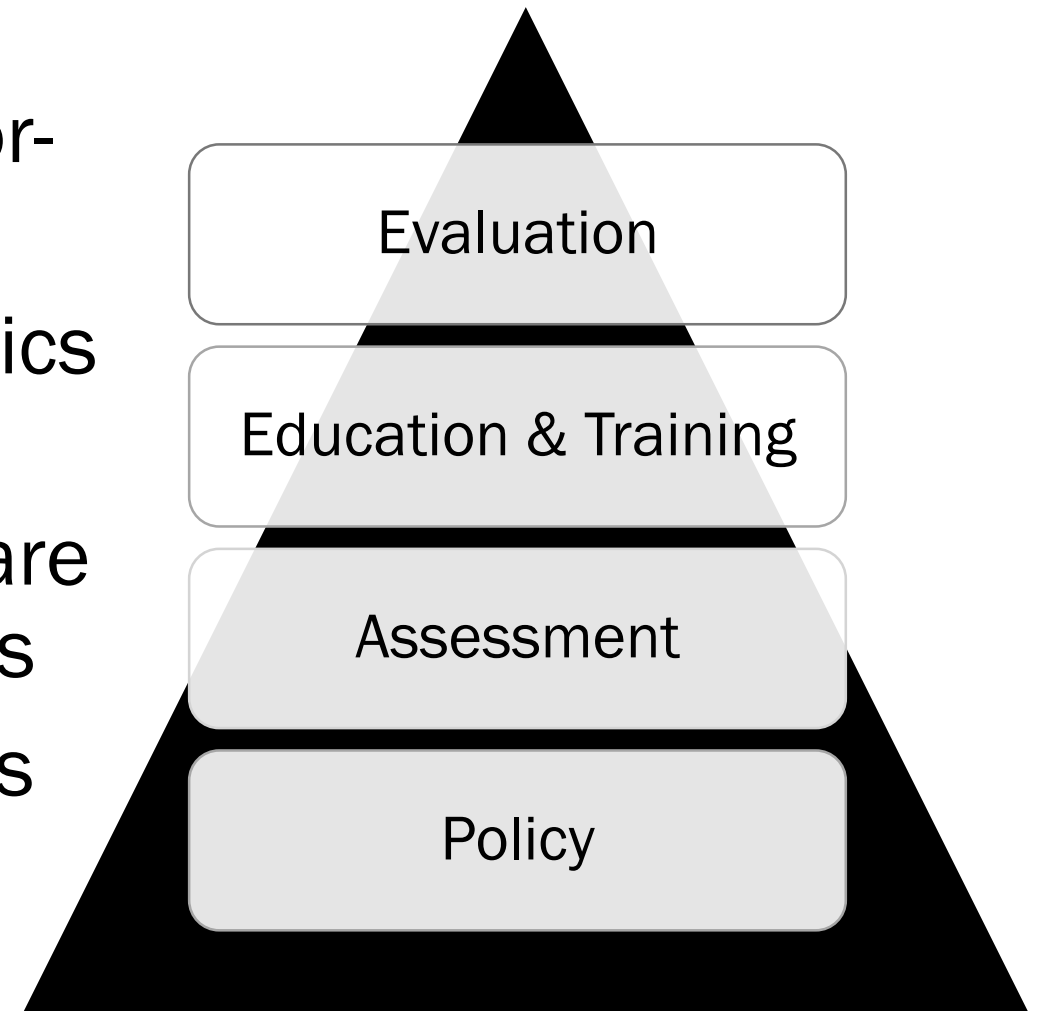 or-
ics
are
s
s
Evaluation
Education & Training
Assessment
Policy